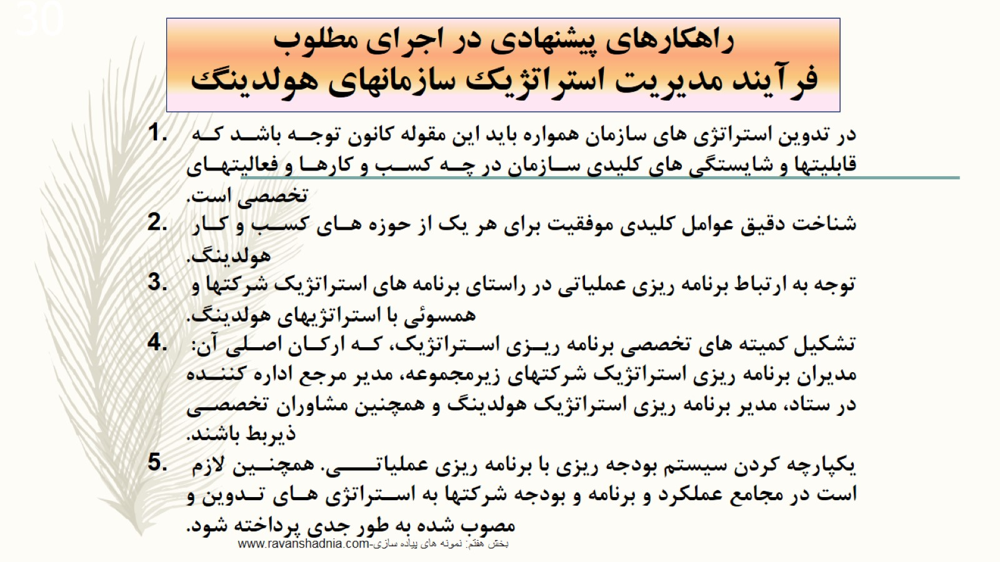 30
راهکارهای پیشنهادی در اجرای مطلوب
فرآیند مدیریت استراتژیک سازمانهای هولدینگ
1. در تدوین استراتژی های سازمان همواره باید این مقوله کانون توجه باشد که
قابلیتها و شایستگی های کلیدی سازمان در چه کسب و کارها و فعالیتهای
تخصصی است.
2. شناخت دقیق عوامل کلیدی موفقیت برای هر یک از حوزه های کسب و کار
هولدینگ.
3. توجه به ارتباط برنامه ریزی عملیاتی در راستای برنامه های استراتژیک شرکتها و
همسوئی با استراتژیهای هولدینگ.
4. تشکیل کمیته های تخصصی برنامه ریزی استراتژیک، که ارکان اصلی آن:
مدیران برنامه ریزی استراتژیک شرکتهای زیرمجموعه، مدیر مرجع اداره کننده
در ستاد، مدیر برنامه ریزی استراتژیک هولدینگ و همچنین مشاوران تخصصی
ذیربط باشند.
5. یکپارچه کردن سیستم بودجه ریزی با برنامه ریزی عملیاتی. همچنین لازم
است در مجامع عملکرد و برنامه و بودجه شرکتها به استراتژی های تدوین و
مصوب شده به طور جدی پرداخته شود.
بخش هفتم: نمونه های پیاده سازی-www.ravanshadnia.com